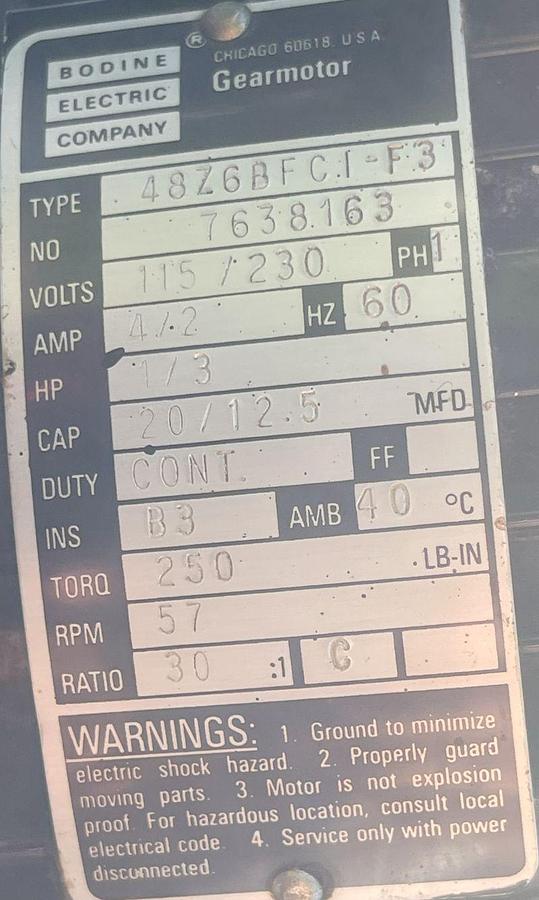 BODINE
ELECTRIC
COMPANY
®
CHICAGO 60618. U S A
Gearmotor
TYPE 48Z6BFCI-F3
NO 7638163
VOLTS 115/230 PH 1
AMP 4/2 HZ 60
HP 1/3
CAP 20/12.5 MFD
DUTY CONT. FF
INS B3 AMB 40 °C
TORQ 250 LB-IN
RPM 57
RATIO 30 :1 C
WARNINGS: 1. Ground to minimize
electric shock hazard. 2. Properly guard
moving parts. 3. Motor is not explosion
proof. For hazardous location, consult local
electrical code. 4. Service only with power
disconnected.